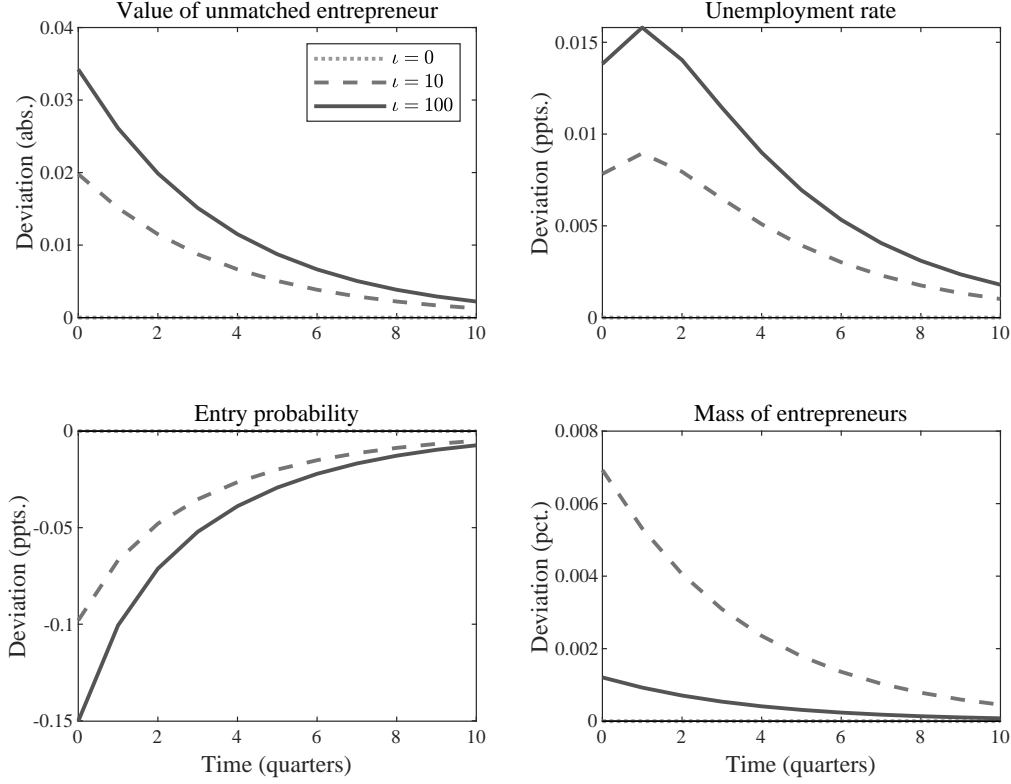 Value of unmatched entrepreneur
Deviation (abs.)
0.04
0.03
0.02
0.01
0
0 2 4 6 8 10
ι = 0
ι = 10
ι = 100
Unemployment rate
Deviation (ppts.)
0.015
0.01
0.005
0
0 2 4 6 8 10
Entry probability
Deviation (ppts.)
0
-0.05
-0.1
-0.15
0 2 4 6 8 10
Time (quarters)
Mass of entrepreneurs
Deviation (pct.)
0.008
0.006
0.004
0.002
0
0 2 4 6 8 10
Time (quarters)